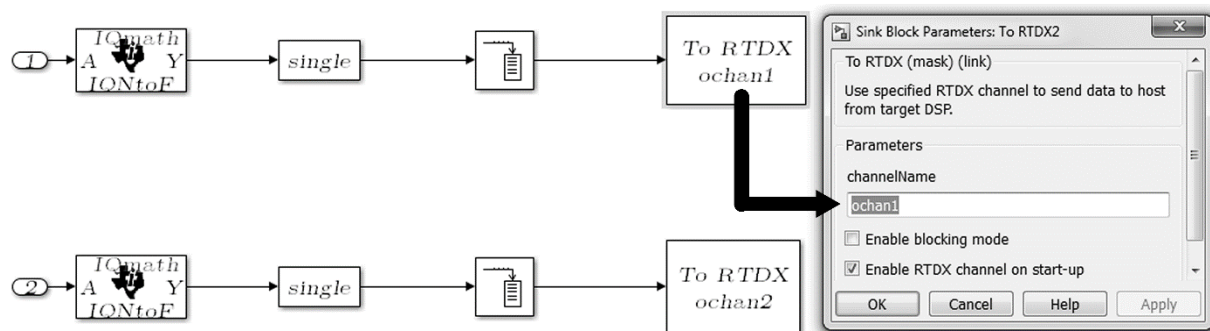 1
IQmath
A Y
IQNtoF
single
To RTDX
ochan1
2
IQmath
A Y
IQNtoF
single
To RTDX
ochan2
Sink Block Parameters: To RTDX2
To RTDX (mask) (link)
Use specified RTDX channel to send data to host
from target DSP.
Parameters
channelName
ochan1
Enable blocking mode
Enable RTDX channel on start-up
OK Cancel Help Apply